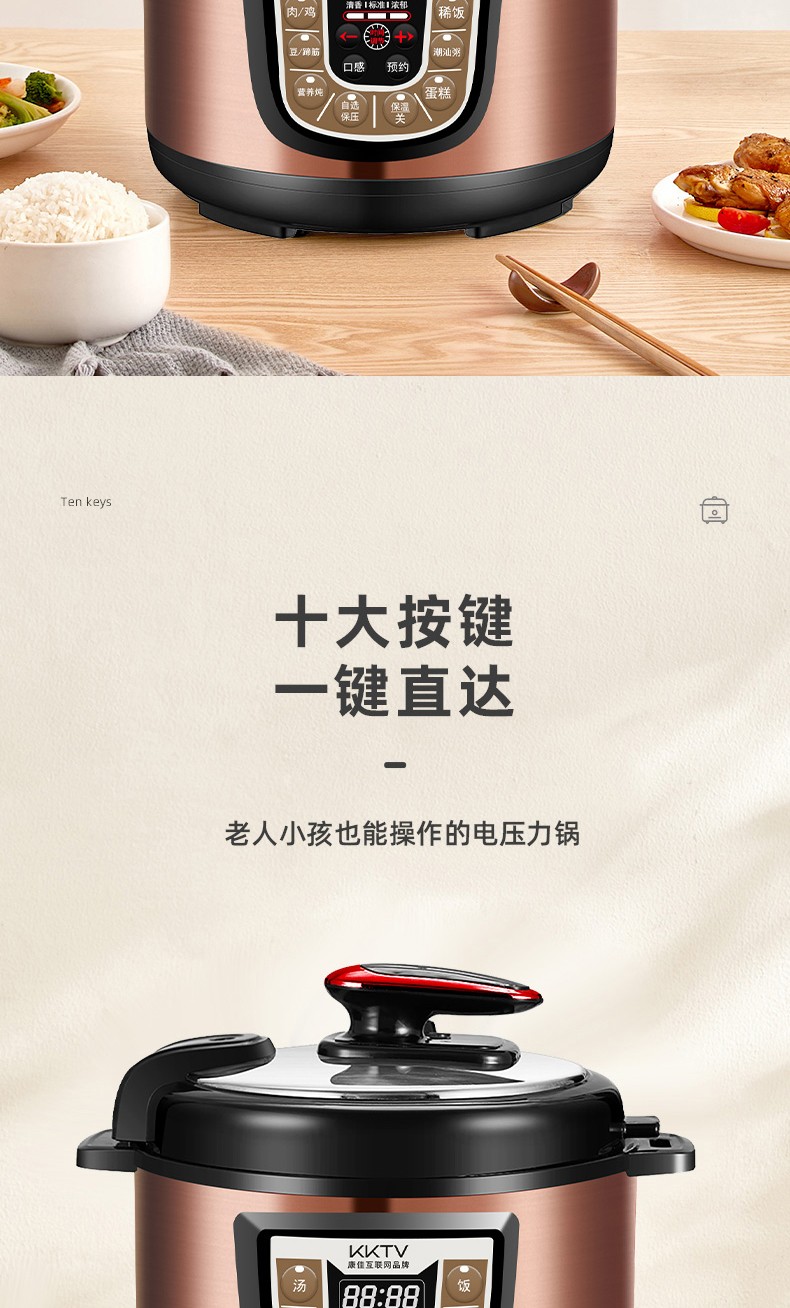 清香 | 标准 | 浓郁
肉/鸡
稀饭
豆/蹄筋
潮汕粥
口感
预约
营养炖
蛋糕
自选
保压
保温
关
Ten keys
十大按键
一键直达
老人小孩也能操作的电压力锅
KKTV
康佳互联网品牌
汤
88:88
饭